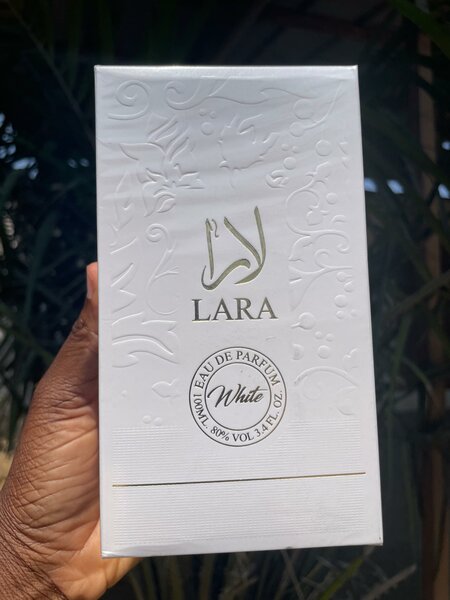 لارا
LARA
EAU DE PARFUM
White
100ML. 80% VOL 3.4 FL. OZ.